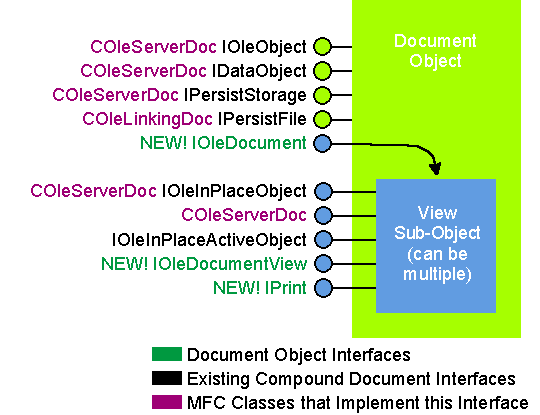 Document
Object
COleServerDoc IOleObject
COleServerDoc IDataObject
COleServerDoc IPersistStorage
COleLinkingDoc IPersistFile
NEW! IOleDocument
COleServerDoc IOleInPlaceObject
COleServerDoc
IOleInPlaceActiveObject
NEW! IOleDocumentView
NEW! IPrint
View
Sub-Object
(can be
multiple)
Document Object Interfaces
Existing Compound Document Interfaces
MFC Classes that Implement this Interface